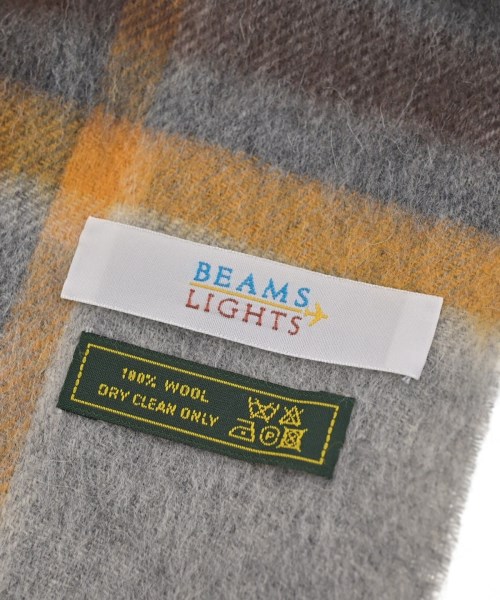 BEAMS
LIGHTS
100% WOOL
DRY CLEAN ONLY
P